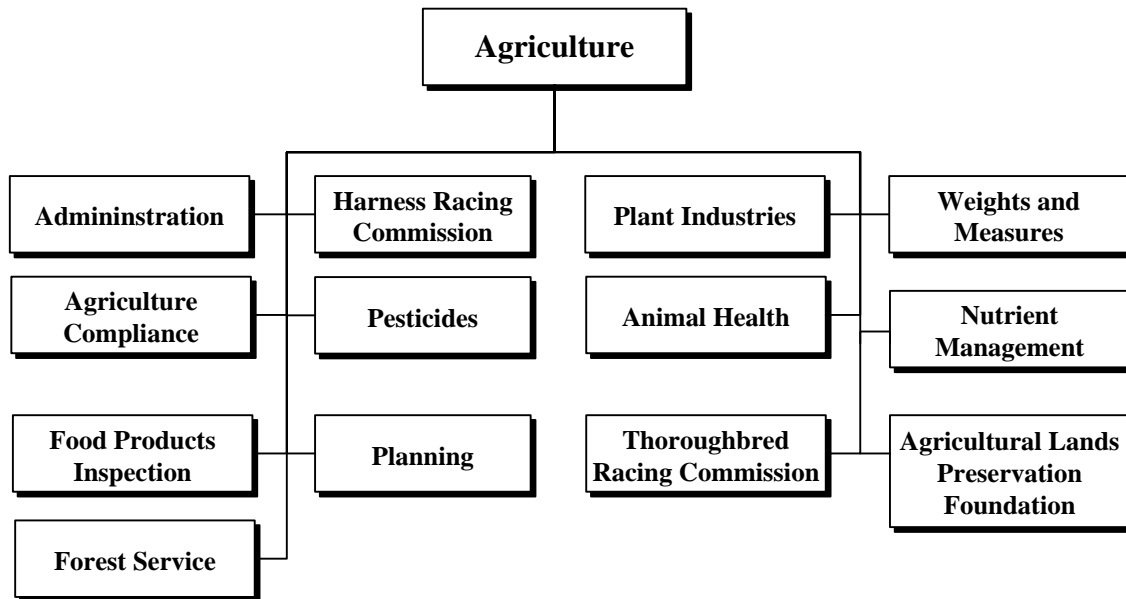 Agriculture
Admininstration
Harness Racing
Commission
Plant Industries
Weights and
Measures
Agriculture
Compliance
Pesticides
Animal Health
Nutrient
Management
Food Products
Inspection
Planning
Thoroughbred
Racing Commission
Agricultural Lands
Preservation
Foundation
Forest Service